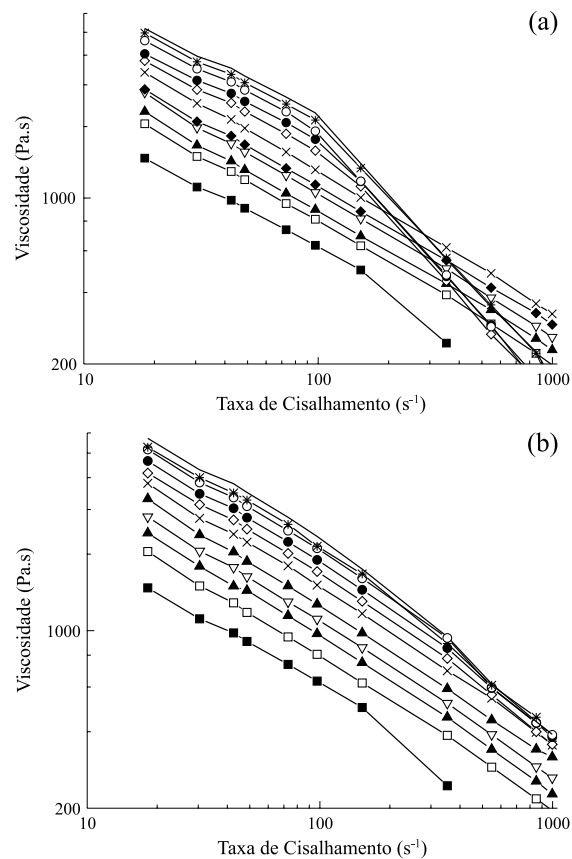 (a)
Viscosidade (Pa.s)
1000
200
10
100
1000
Taxa de Cisalhamento (s-1)
(b)
Viscosidade (Pa.s)
1000
200
10
100
1000
Taxa de Cisalhamento (s-1)